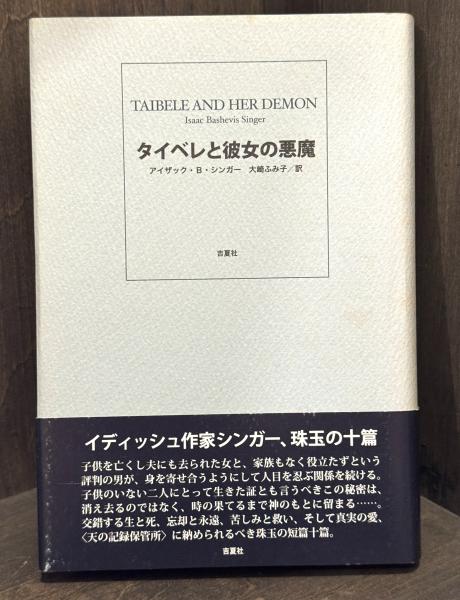 TAIBELE AND HER DEMON
Isaac Bashevis Singer
タイベレと彼女の悪魔
アイザック・B・シンガー 大崎ふみ子/訳
吉夏社
イディッシュ作家シンガー、珠玉の十篇
子供を亡くし夫にも去られた女と、家族もなく役立たずという
評判の男が、身を寄せ合うようにして人目を忍ぶ関係を続ける。
子供のいない二人にとって生きた証とも言うべきこの秘密は、
消え去るのではなく、時の果てるまで神のもとに留まる……。
交錯する生と死、忘却と永遠、苦しみと救い、そして真実の愛、
〈天の記録保管所〉に納められるべき珠玉の短篇十篇。
吉夏社